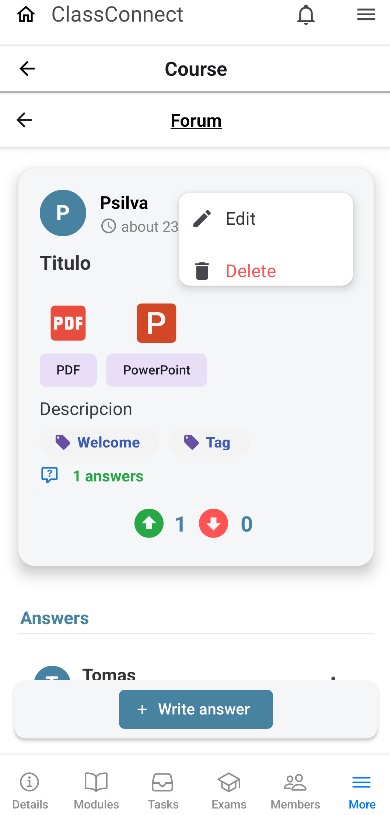 ClassConnect
Course
Forum
P
Psilva
about 23
Edit
Delete
Titulo
PDF
P
PDF
PowerPoint
Descripcion
Welcome
Tag
1 answers
1
0
Answers
Tomas
+ Write answer
Details
Modules
Tasks
Exams
Members
More